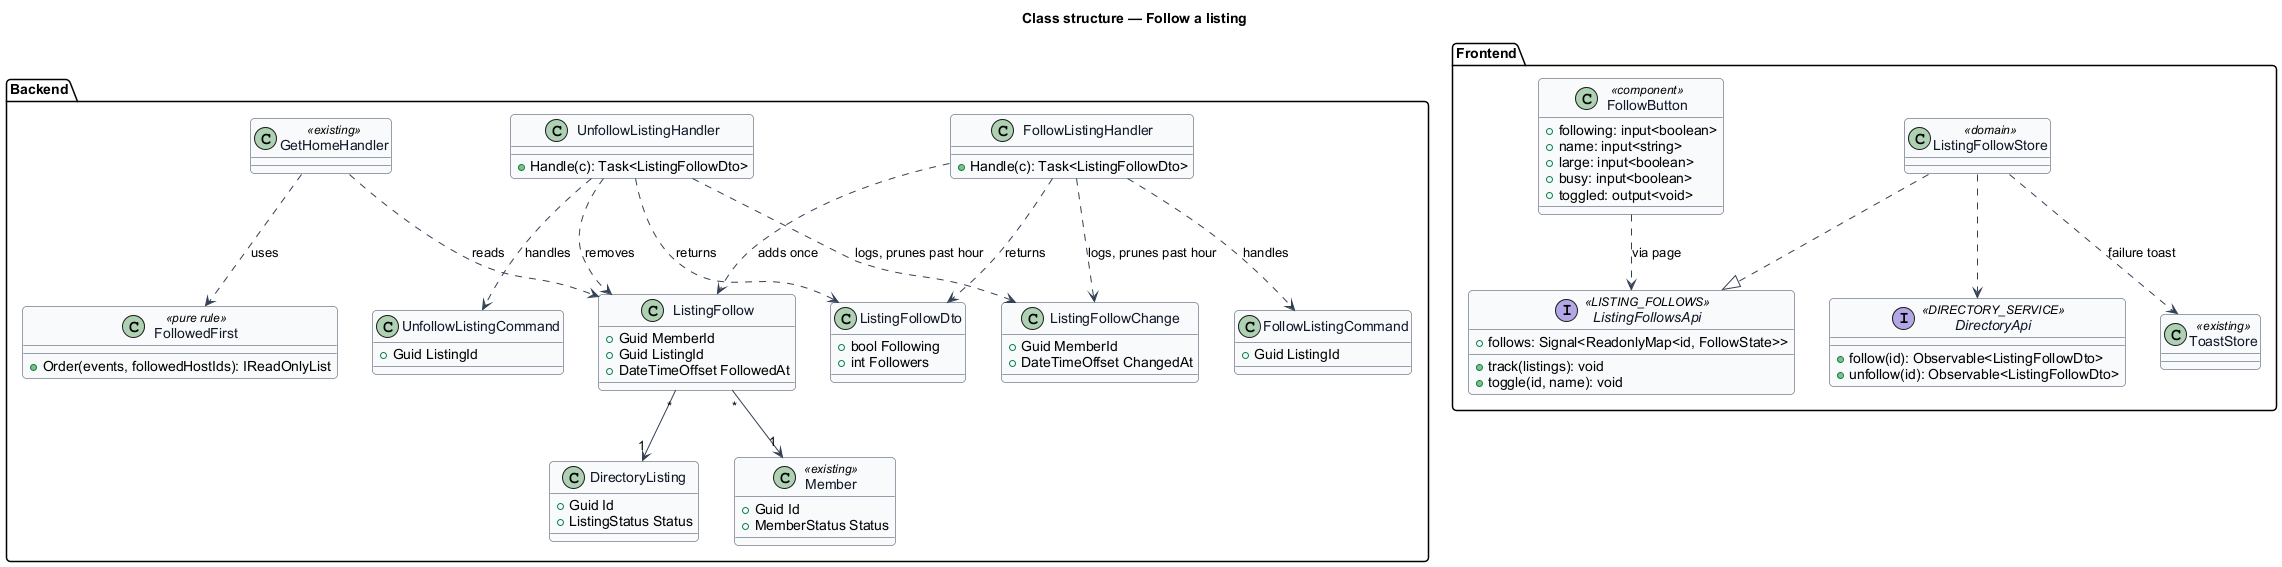 Class structure — Follow a listing
Backend
«existing»
GetHomeHandler
UnfollowListingHandler
Handle(c): Task<ListingFollowDto>
FollowListingHandler
Handle(c): Task<ListingFollowDto>
uses
reads
handles
removes
returns
adds once
logs, prunes past hour
returns
logs, prunes past hour
handles
«pure rule»
FollowedFirst
Order(events, followedHostIds): IReadOnlyList
UnfollowListingCommand
Guid ListingId
ListingFollow
Guid MemberId
Guid ListingId
DateTimeOffset FollowedAt
ListingFollowDto
bool Following
int Followers
ListingFollowChange
Guid MemberId
DateTimeOffset ChangedAt
FollowListingCommand
Guid ListingId
*
*
1
1
DirectoryListing
Guid Id
ListingStatus Status
«existing»
Member
Guid Id
MemberStatus Status
Frontend
«component»
FollowButton
following: input<boolean>
name: input<string>
large: input<boolean>
busy: input<boolean>
toggled: output<void>
«domain»
ListingFollowStore
via page
failure toast
«LISTING_FOLLOWS»
ListingFollowsApi
follows: Signal<ReadonlyMap<id, FollowState>>
track(listings): void
toggle(id, name): void
«DIRECTORY_SERVICE»
DirectoryApi
follow(id): Observable<ListingFollowDto>
unfollow(id): Observable<ListingFollowDto>
«existing»
ToastStore